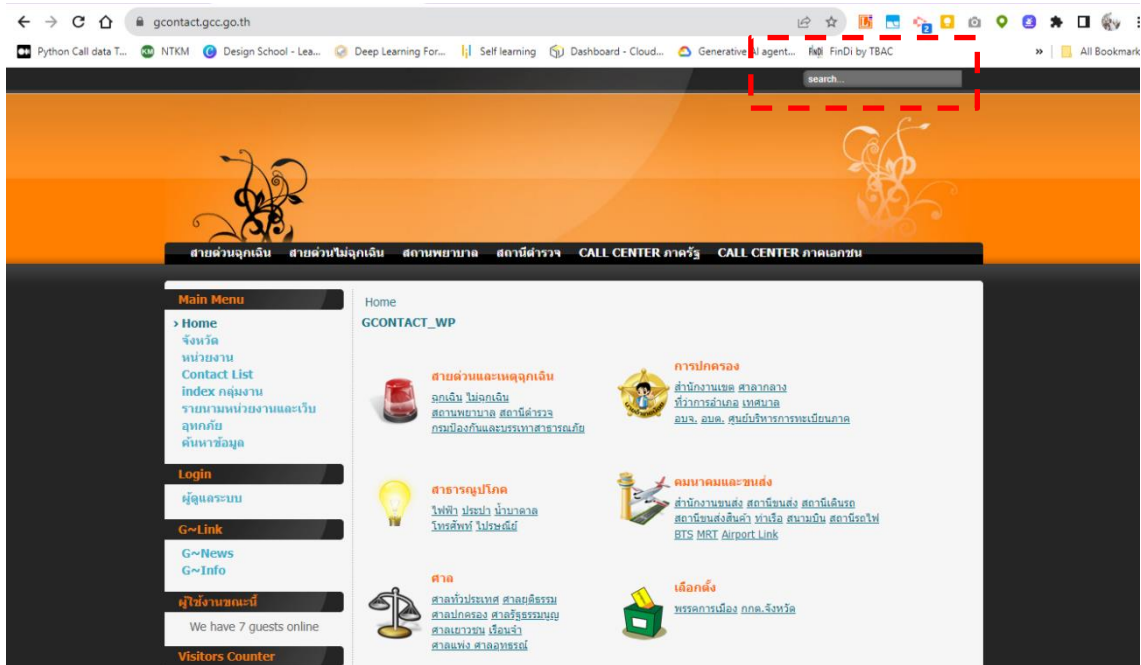 gcontact.gcc.go.th
Python Call data T... NTKM Design School - Lea... Deep Learning For... Self learning Dashboard - Cloud... Generative AI agent... FinDi by TBAC » All Bookmark
search...
สายด่วนฉุกเฉิน สายด่วนไม่ฉุกเฉิน สถานพยาบาล สถานีตำรวจ CALL CENTER ภาครัฐ CALL CENTER ภาคเอกชน
Main Menu
Home
จังหวัด
หน่วยงาน
Contact List
index กลุ่มงาน
รายนามหน่วยงานและเว็บ
อุทกภัย
ค้นหาข้อมูล
Login
ผู้ดูแลระบบ
G~Link
G~News
G~Info
ผู้ใช้งานขณะนี้
We have 7 guests online
Visitors Counter
Home
GCONTACT_WP
สายด่วนและเหตุฉุกเฉิน
ฉุกเฉิน ไม่ฉุกเฉิน
สถานพยาบาล สถานีตำรวจ
กรมป้องกันและบรรเทาสาธารณภัย
การปกครอง
สำนักงานเขต ศาลากลาง
ที่ว่าการอำเภอ เทศบาล
อบจ. อบต. ศูนย์บริหารการทะเบียนภาค
สาธารณูปโภค
ไฟฟ้า ประปา น้ำบาดาล
โทรศัพท์ ไปรษณีย์
คมนาคมและขนส่ง
สำนักงานขนส่ง สถานีขนส่ง สถานีเดินรถ
สถานีขนส่งสินค้า ท่าเรือ สนามบิน สถานีรถไฟ
BTS MRT Airport Link
ศาล
ศาลทั่วประเทศ ศาลยุติธรรม
ศาลปกครอง ศาลรัฐธรรมนูญ
ศาลเยาวชน เรือนจำ
ศาลแพ่ง ศาลอุทธรณ์
เลือกตั้ง
พรรคการเมือง กกต.จังหวัด